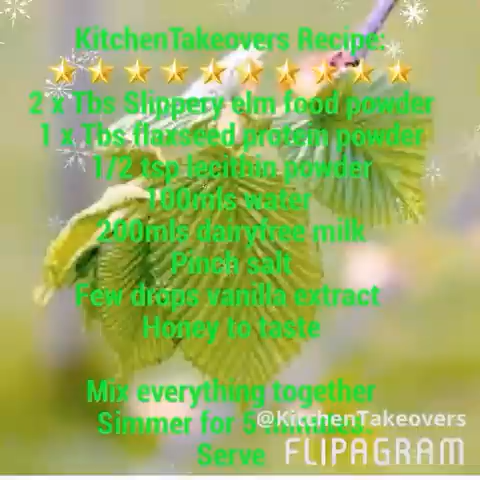 KitchenTakeovers Recipe:
2 x Tbs Slippery elm food powder
1 x Tbs flaxseed protein powder
1/2 tsp lecithin powder
100mls water
200mls dairyfree milk
Pinch salt
Few drops vanilla extract
Honey to taste
Mix everything together
Simmer for 5 minutes.
@KitchenTakeovers
Serve
FLIPAGRAM